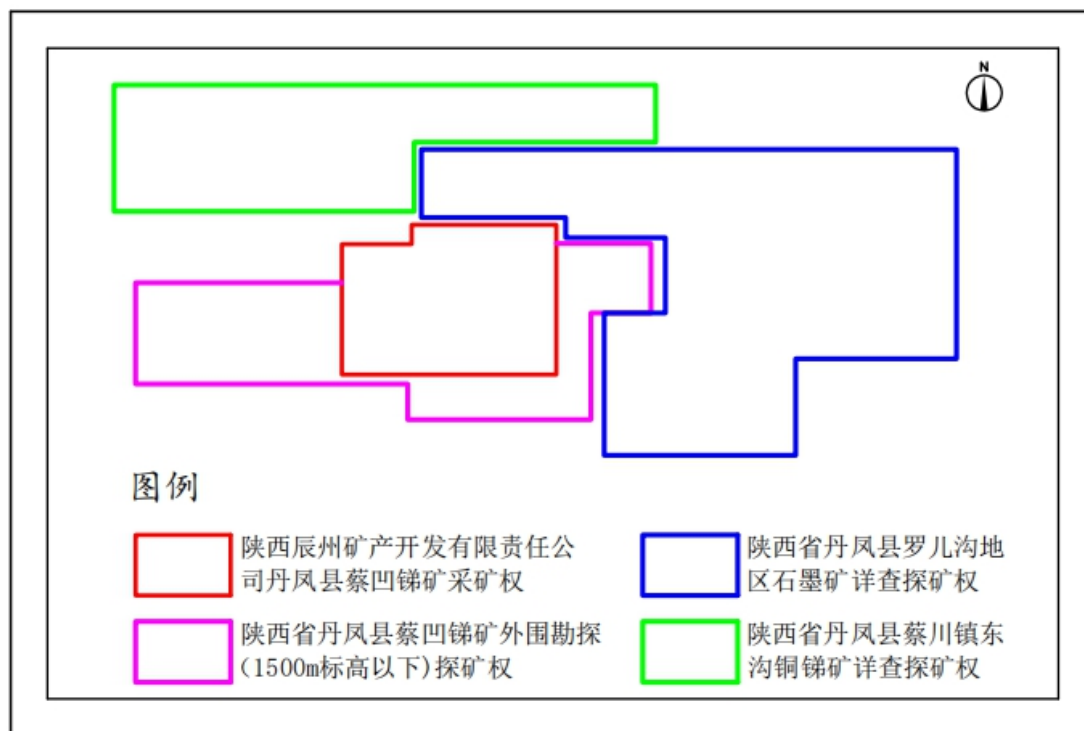 N
图例
陕西辰州矿产开发有限责任公
司丹凤县蔡凹锑矿采矿权
陕西省丹凤县罗儿沟地
区石墨矿详查探矿权
陕西省丹凤县蔡凹锑矿外围勘探
(1500m标高以下)探矿权
陕西省丹凤县蔡川镇东
沟铜锑矿详查探矿权